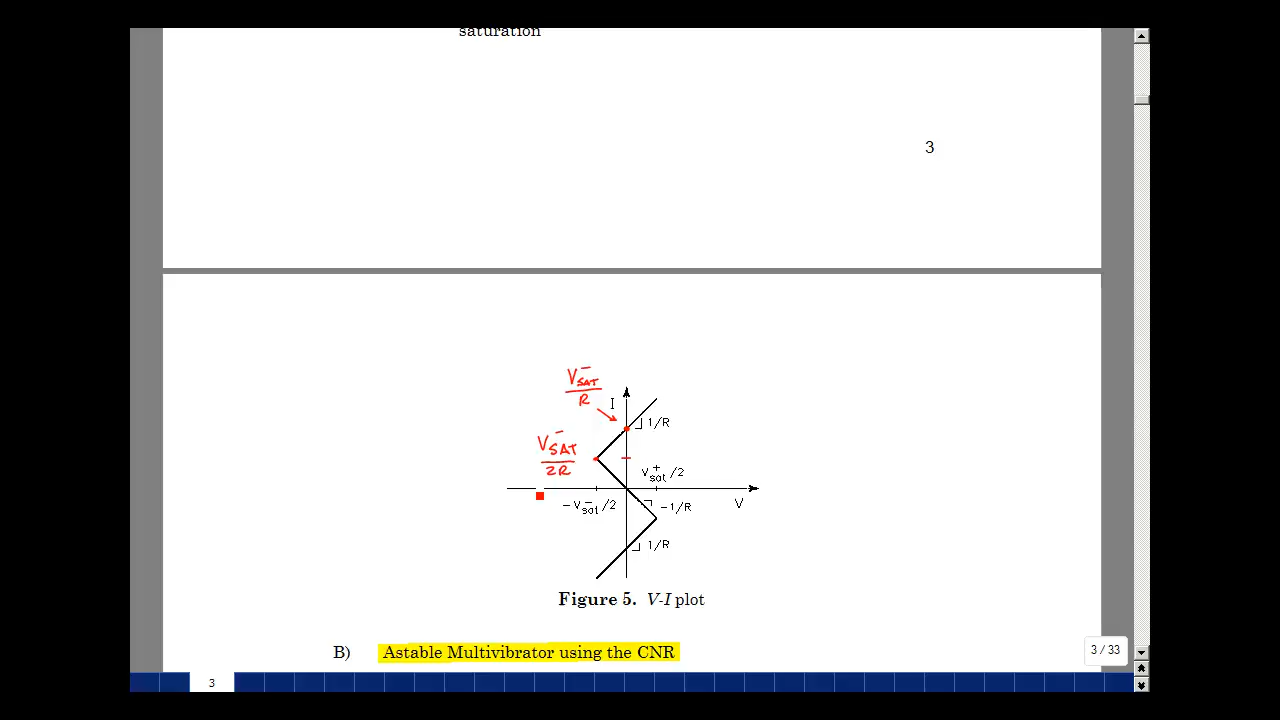 saturation
3
V⁻SAT
R
I
1/R
V⁻SAT
2R
V⁺sat/2
−V⁻sat/2
−1/R
V
1/R
Figure 5. V-I plot
B) Astable Multivibrator using the CNR
3 / 33
3